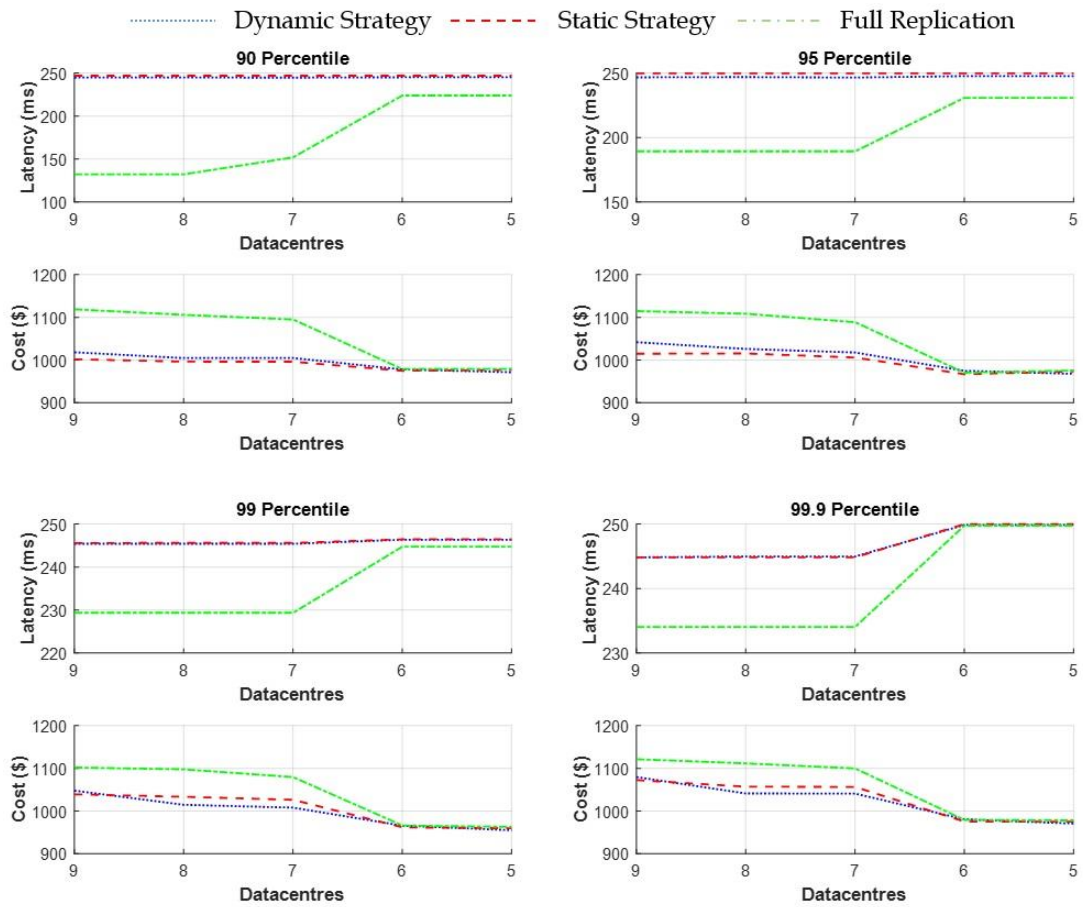 Dynamic Strategy Static Strategy Full Replication
90 Percentile
Latency (ms)
250
200
150
100
9 8 7 6 5
Datacentres
95 Percentile
Latency (ms)
250
200
150
9 8 7 6 5
Datacentres
Cost ($)
1200
1100
1000
900
9 8 7 6 5
Datacentres
Cost ($)
1200
1100
1000
900
9 8 7 6 5
Datacentres
99 Percentile
Latency (ms)
250
240
230
220
9 8 7 6 5
Datacentres
99.9 Percentile
Latency (ms)
250
240
230
9 8 7 6 5
Datacentres
Cost ($)
1200
1100
1000
900
9 8 7 6 5
Datacentres
Cost ($)
1200
1100
1000
900
9 8 7 6 5
Datacentres